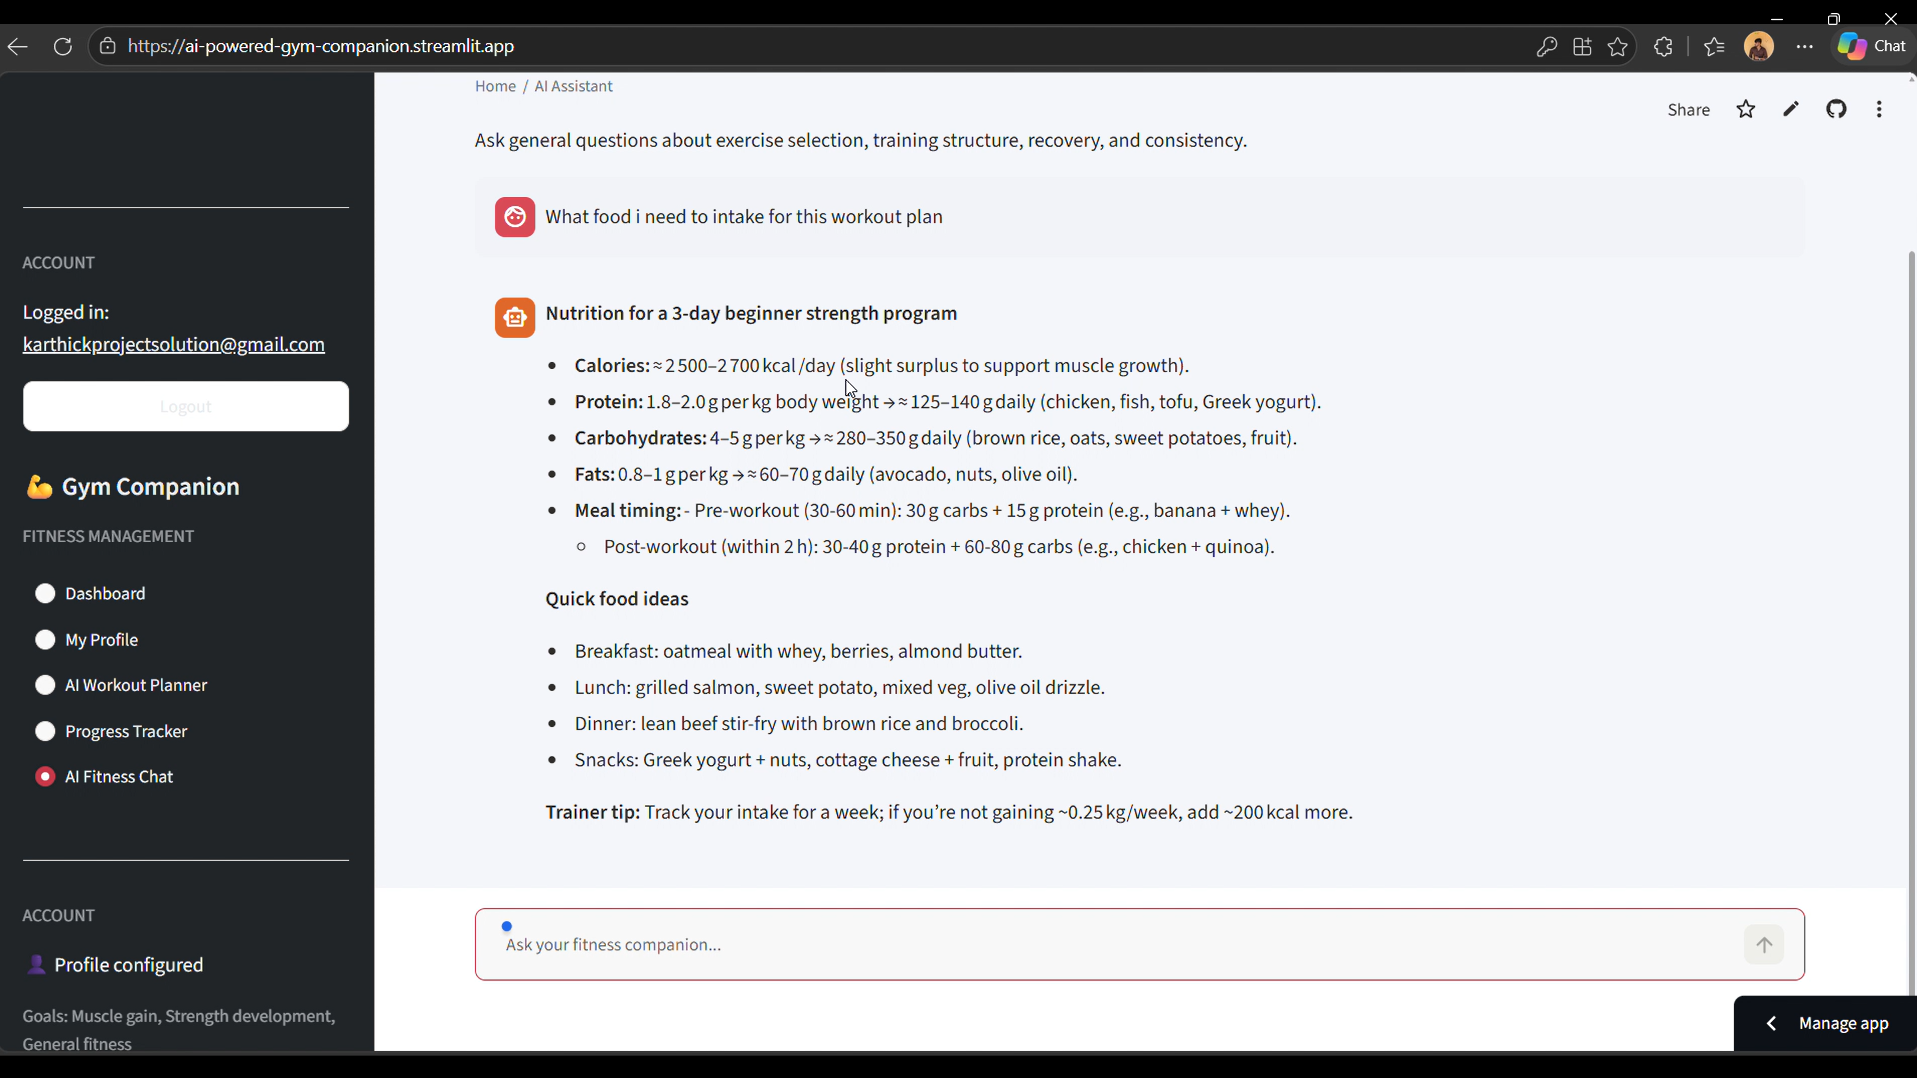 https://ai-powered-gym-companion.streamlit.app
Chat
Home / AI Assistant
Share
Ask general questions about exercise selection, training structure, recovery, and consistency.
What food i need to intake for this workout plan
Nutrition for a 3-day beginner strength program
Calories: ≈ 2 500–2 700 kcal /day (slight surplus to support muscle growth).
Protein: 1.8–2.0 g per kg body weight → ≈ 125–140 g daily (chicken, fish, tofu, Greek yogurt).
Carbohydrates: 4–5 g per kg → ≈ 280–350 g daily (brown rice, oats, sweet potatoes, fruit).
Fats: 0.8–1 g per kg → ≈ 60–70 g daily (avocado, nuts, olive oil).
Meal timing: - Pre-workout (30-60 min): 30 g carbs + 15 g protein (e.g., banana + whey).
Post-workout (within 2 h): 30-40 g protein + 60-80 g carbs (e.g., chicken + quinoa).
Quick food ideas
Breakfast: oatmeal with whey, berries, almond butter.
Lunch: grilled salmon, sweet potato, mixed veg, olive oil drizzle.
Dinner: lean beef stir-fry with brown rice and broccoli.
Snacks: Greek yogurt + nuts, cottage cheese + fruit, protein shake.
Trainer tip: Track your intake for a week; if you’re not gaining ~0.25 kg/week, add ~200 kcal more.
Ask your fitness companion...
Manage app
ACCOUNT
Logged in:
karthickprojectsolution@gmail.com
Logout
Gym Companion
FITNESS MANAGEMENT
Dashboard
My Profile
AI Workout Planner
Progress Tracker
AI Fitness Chat
ACCOUNT
Profile configured
Goals: Muscle gain, Strength development,
General fitness